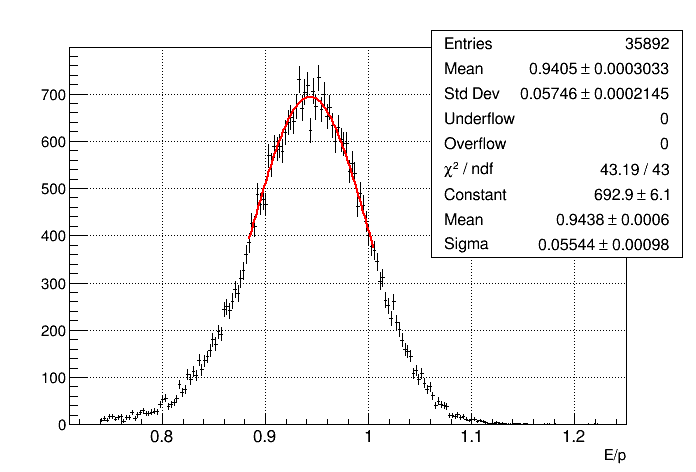 Entries 35892
Mean 0.9405 ± 0.0003033
Std Dev 0.05746 ± 0.0002145
Underflow 0
Overflow 0
χ² / ndf 43.19 / 43
Constant 692.9 ± 6.1
Mean 0.9438 ± 0.0006
Sigma 0.05544 ± 0.00098
700
600
500
400
300
200
100
0
0.8 0.9 1 1.1 1.2
E/p